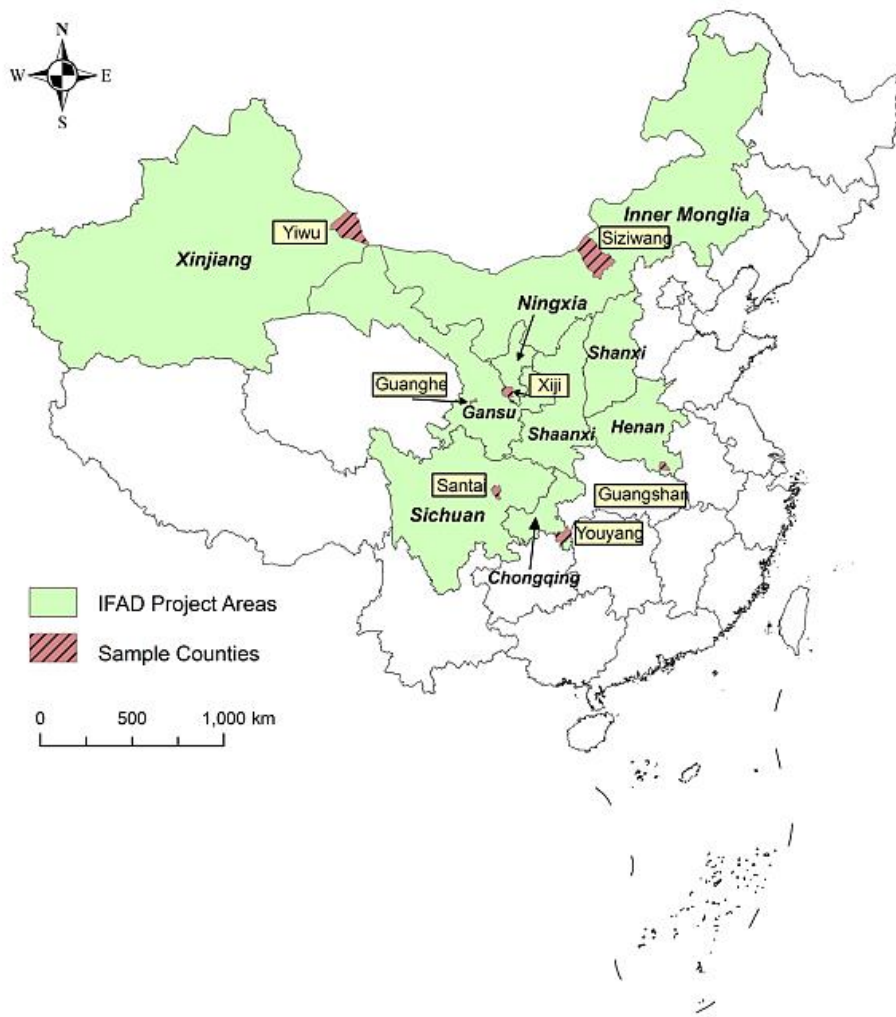 N
W E
S
Inner Monglia
Yiwu
Siziwang
Xinjiang
Ningxia
Shanxi
Guanghe
Xiji
Gansu
Shaanxi
Henan
Santai
Guangshan
Sichuan
Youyang
Chongqing
IFAD Project Areas
Sample Counties
0 500 1,000 km